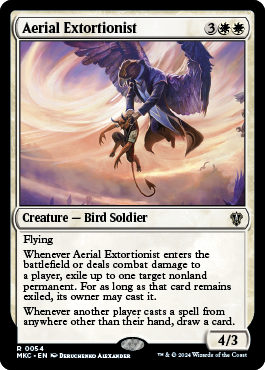 Aerial Extortionist 3
Creature — Bird Soldier
Flying
Whenever Aerial Extortionist enters the
battlefield or deals combat damage to
a player, exile up to one target nonland
permanent. For as long as that card remains
exiled, its owner may cast it.
Whenever another player casts a spell from
anywhere other than their hand, draw a card.
4/3
R 0054
MKC • EN Deruchenko Alexander
™ & © 2024 Wizards of the Coast